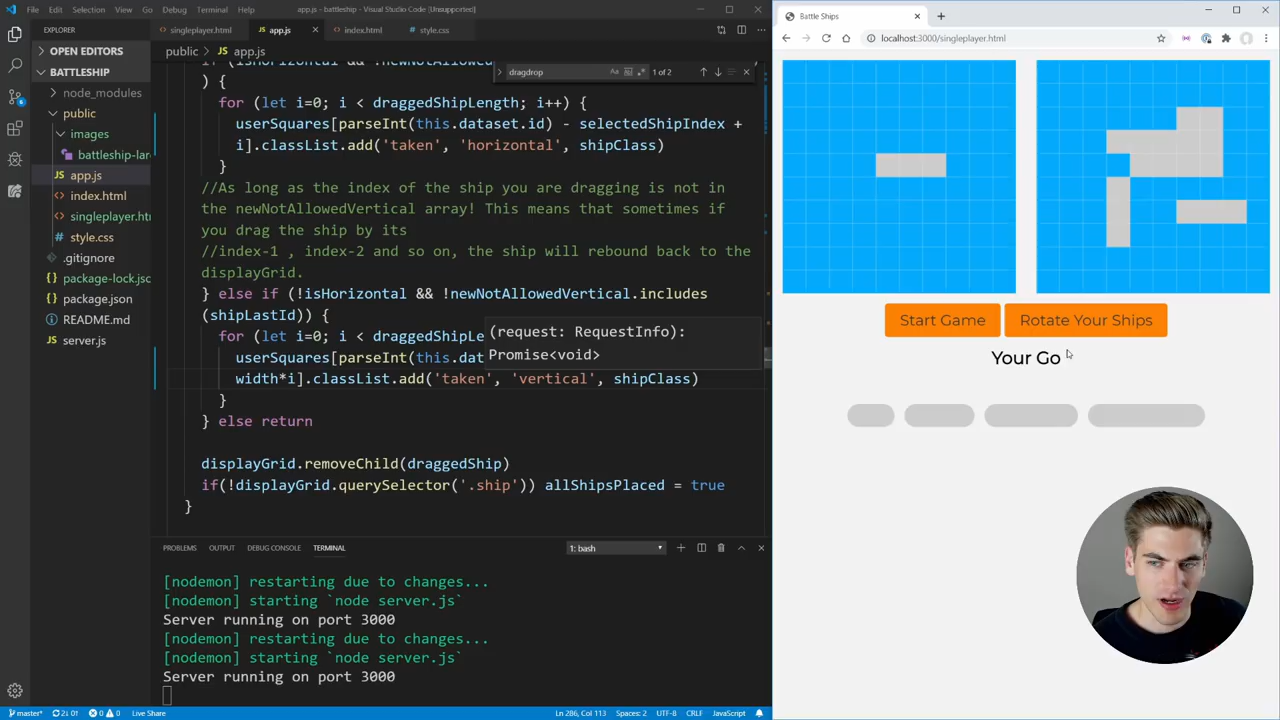 File Edit Selection View Go Debug Terminal Help app.js - battleship - Visual Studio Code [Unsupported]
EXPLORER
singleplayer.html app.js index.html style.css
OPEN EDITORS
public > app.js
BATTLESHIP
node_modules
public
images
battleship-lar
app.js
index.html
singleplayer.ht
style.css
.gitignore
package-lock.jsc
package.json
README.md
server.js
dragdrop Aa 1 of 2
) {
for (let i=0; i < draggedShipLength; i++) {
userSquares[parseInt(this.dataset.id) - selectedShipIndex +
i].classList.add('taken', 'horizontal', shipClass)
}
//As long as the index of the ship you are dragging is not in
the newNotAllowedVertical array! This means that sometimes if
you drag the ship by its
//index-1 , index-2 and so on, the ship will rebound back to the
displayGrid.
} else if (!isHorizontal && !newNotAllowedVertical.includes
(shipLastId)) {
for (let i=0; i < draggedShipLe
(request: RequestInfo):
Promise<void>
userSquares[parseInt(this.dat
width*i].classList.add('taken', 'vertical', shipClass)
}
} else return
displayGrid.removeChild(draggedShip)
if(!displayGrid.querySelector('.ship')) allShipsPlaced = true
}
PROBLEMS OUTPUT DEBUG CONSOLE TERMINAL 1: bash
[nodemon] restarting due to changes...
[nodemon] starting `node server.js`
Server running on port 3000
[nodemon] restarting due to changes...
[nodemon] starting `node server.js`
Server running on port 3000
master* 2↓ 0↑ 0 0 Live Share Ln 286, Col 113 Spaces: 2 UTF-8 CRLF JavaScript
Battle Ships
localhost:3000/singleplayer.html
Start Game Rotate Your Ships
Your Go